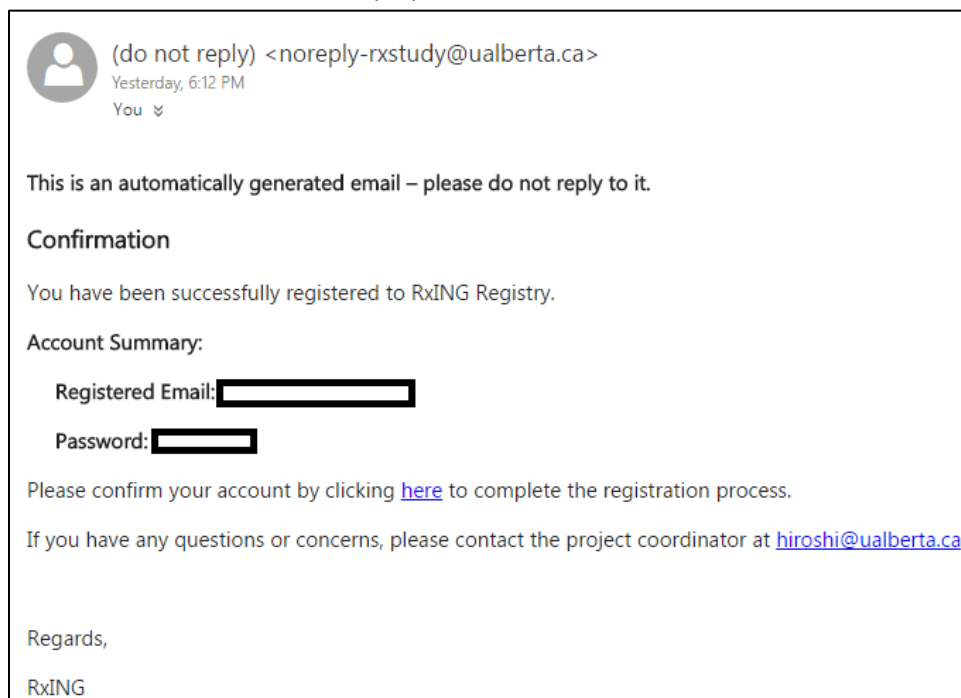 (do not reply) <noreply-rxstudy@ualberta.ca>
Yesterday, 6:12 PM
You
This is an automatically generated email – please do not reply to it.
Confirmation
You have been successfully registered to RxING Registry.
Account Summary:
Registered Email:
Password:
Please confirm your account by clicking here to complete the registration process.
If you have any questions or concerns, please contact the project coordinator at hiroshi@ualberta.ca
Regards,
RxING